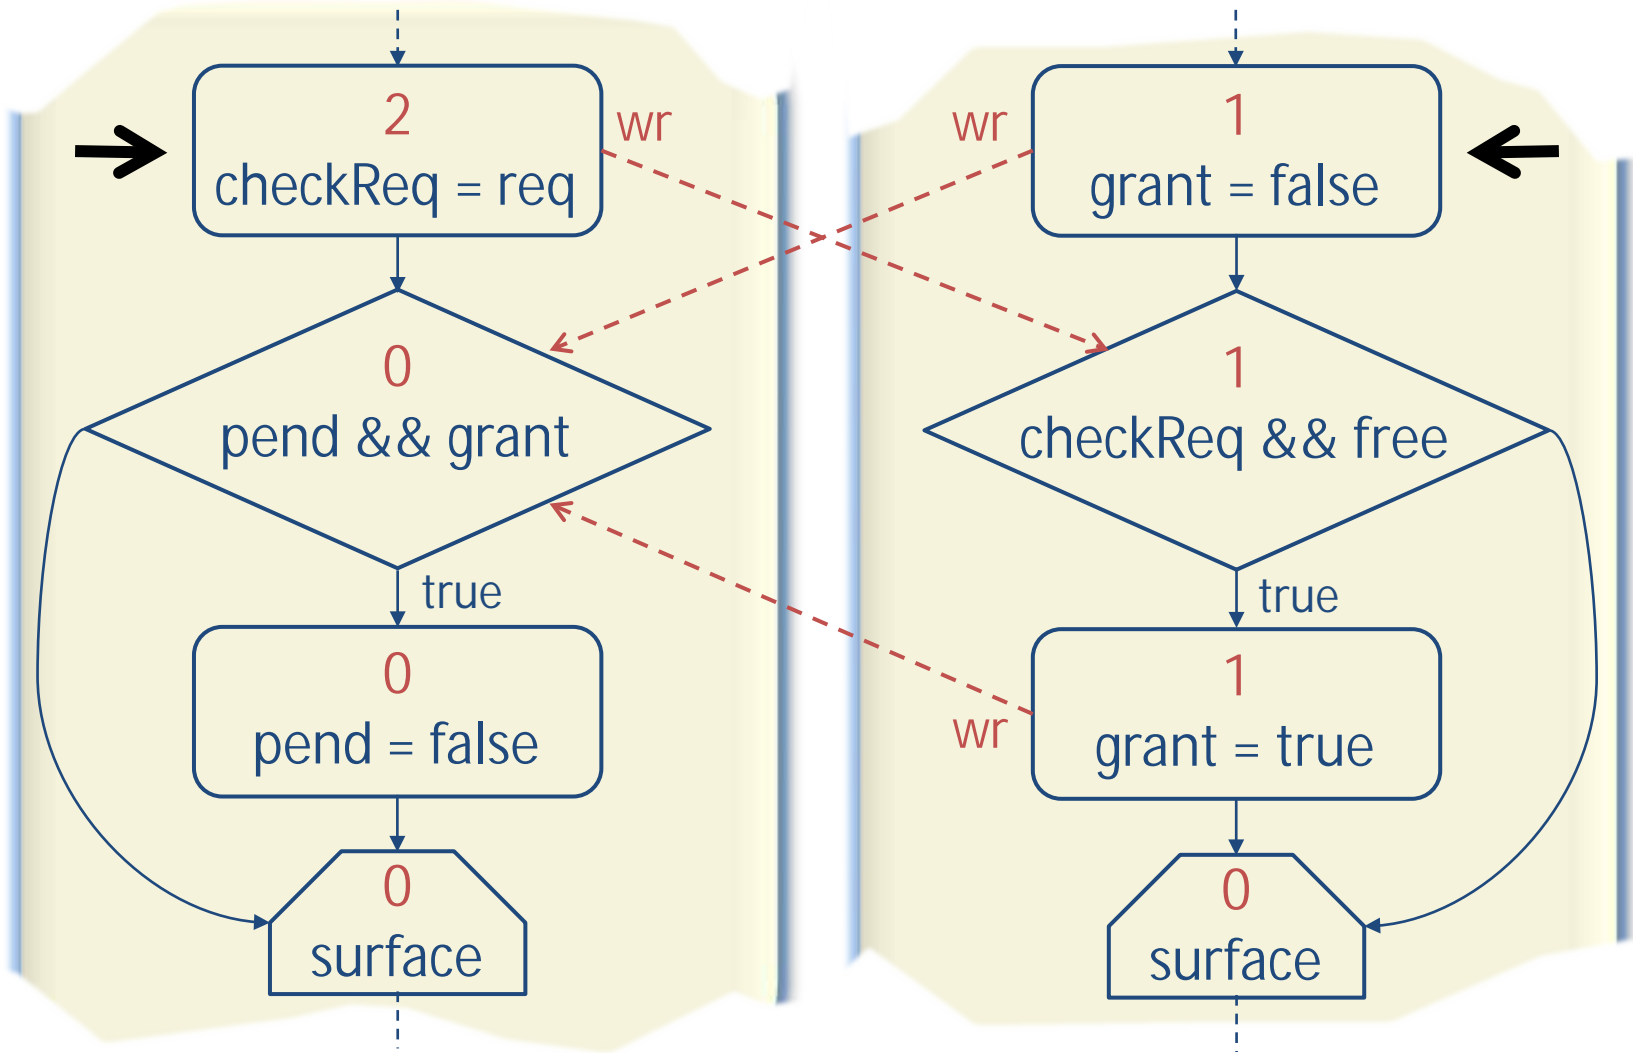 2
checkReq = req
wr
0
pend && grant
true
0
pend = false
0
surface
wr
1
grant = false
1
checkReq && free
true
wr
1
grant = true
0
surface